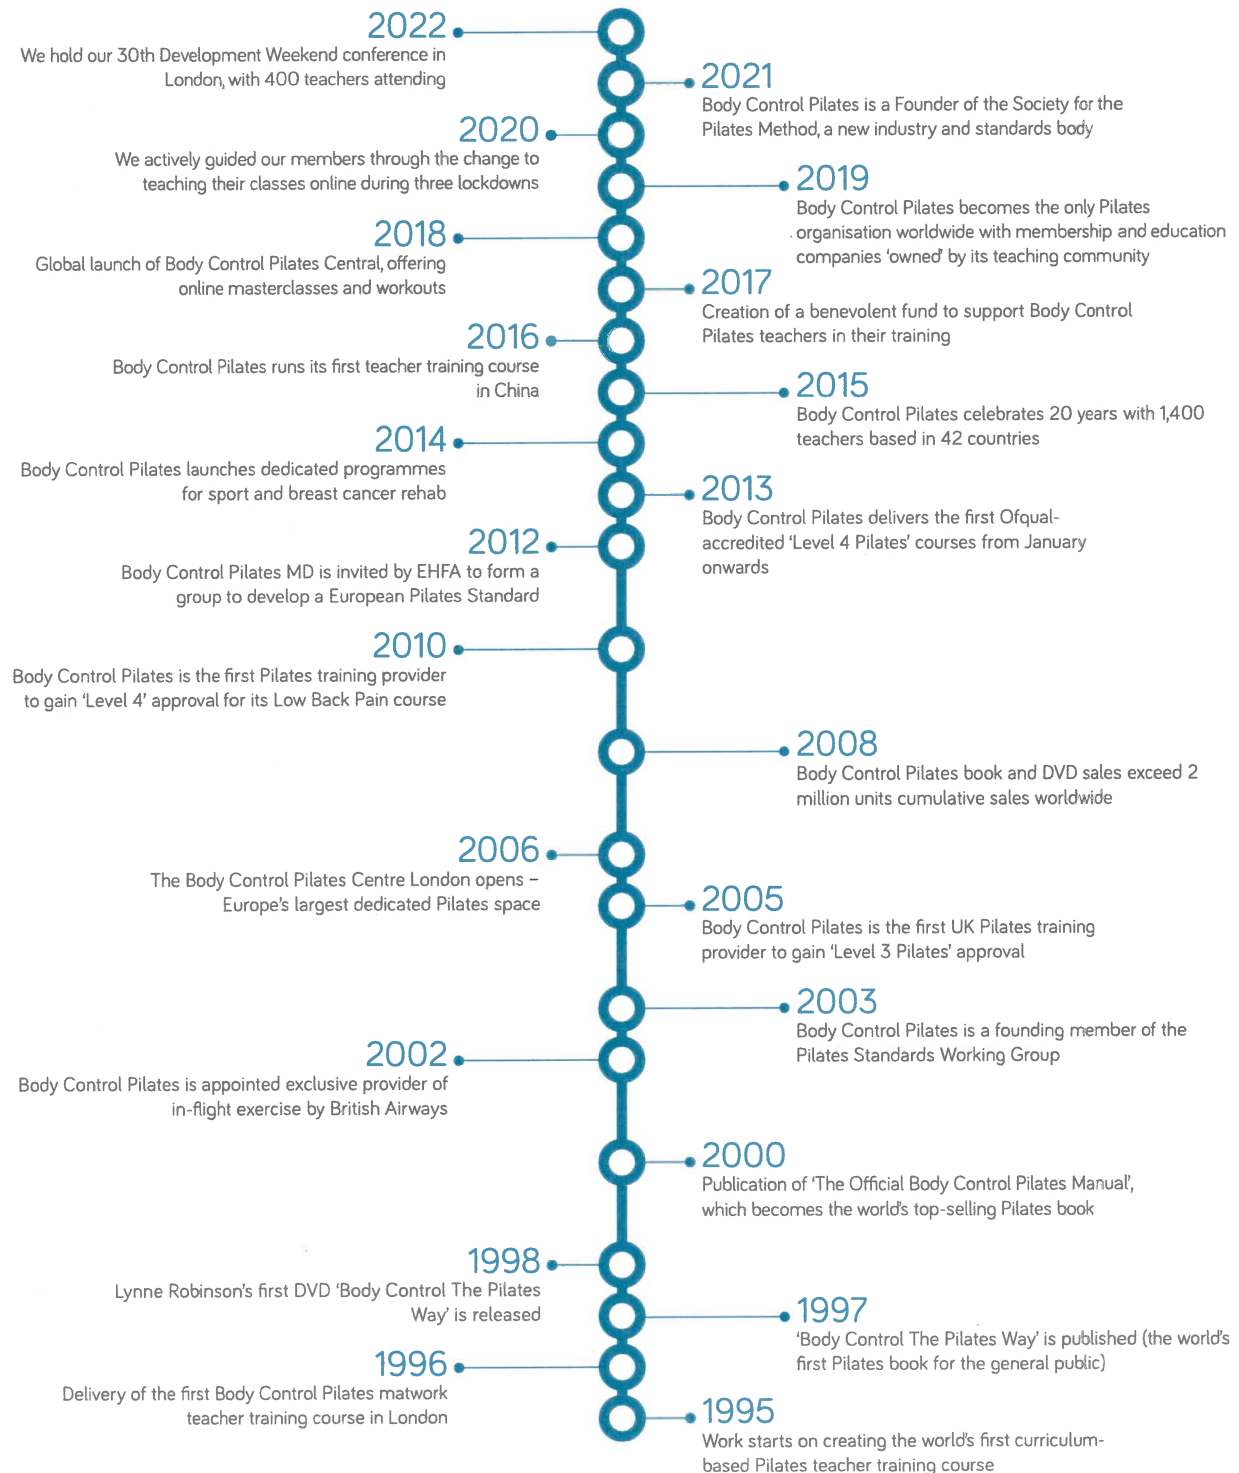 2022
We hold our 30th Development Weekend conference in
London, with 400 teachers attending
2021
Body Control Pilates is a Founder of the Society for the
Pilates Method, a new industry and standards body
2020
We actively guided our members through the change to
teaching their classes online during three lockdowns
2019
Body Control Pilates becomes the only Pilates
organisation worldwide with membership and education
companies ‘owned’ by its teaching community
2018
Global launch of Body Control Pilates Central, offering
online masterclasses and workouts
2017
Creation of a benevolent fund to support Body Control
Pilates teachers in their training
2016
Body Control Pilates runs its first teacher training course
in China
2015
Body Control Pilates celebrates 20 years with 1,400
teachers based in 42 countries
2014
Body Control Pilates launches dedicated programmes
for sport and breast cancer rehab
2013
Body Control Pilates delivers the first Ofqual-
accredited ‘Level 4 Pilates’ courses from January
onwards
2012
Body Control Pilates MD is invited by EHFA to form a
group to develop a European Pilates Standard
2010
Body Control Pilates is the first Pilates training provider
to gain ‘Level 4’ approval for its Low Back Pain course
2008
Body Control Pilates book and DVD sales exceed 2
million units cumulative sales worldwide
2006
The Body Control Pilates Centre London opens –
Europe’s largest dedicated Pilates space
2005
Body Control Pilates is the first UK Pilates training
provider to gain ‘Level 3 Pilates’ approval
2003
Body Control Pilates is a founding member of the
Pilates Standards Working Group
2002
Body Control Pilates is appointed exclusive provider of
in-flight exercise by British Airways
2000
Publication of ‘The Official Body Control Pilates Manual’,
which becomes the world’s top-selling Pilates book
1998
Lynne Robinson’s first DVD ‘Body Control The Pilates
Way’ is released
1997
‘Body Control The Pilates Way’ is published (the world’s
first Pilates book for the general public)
1996
Delivery of the first Body Control Pilates matwork
teacher training course in London
1995
Work starts on creating the world’s first curriculum-
based Pilates teacher training course